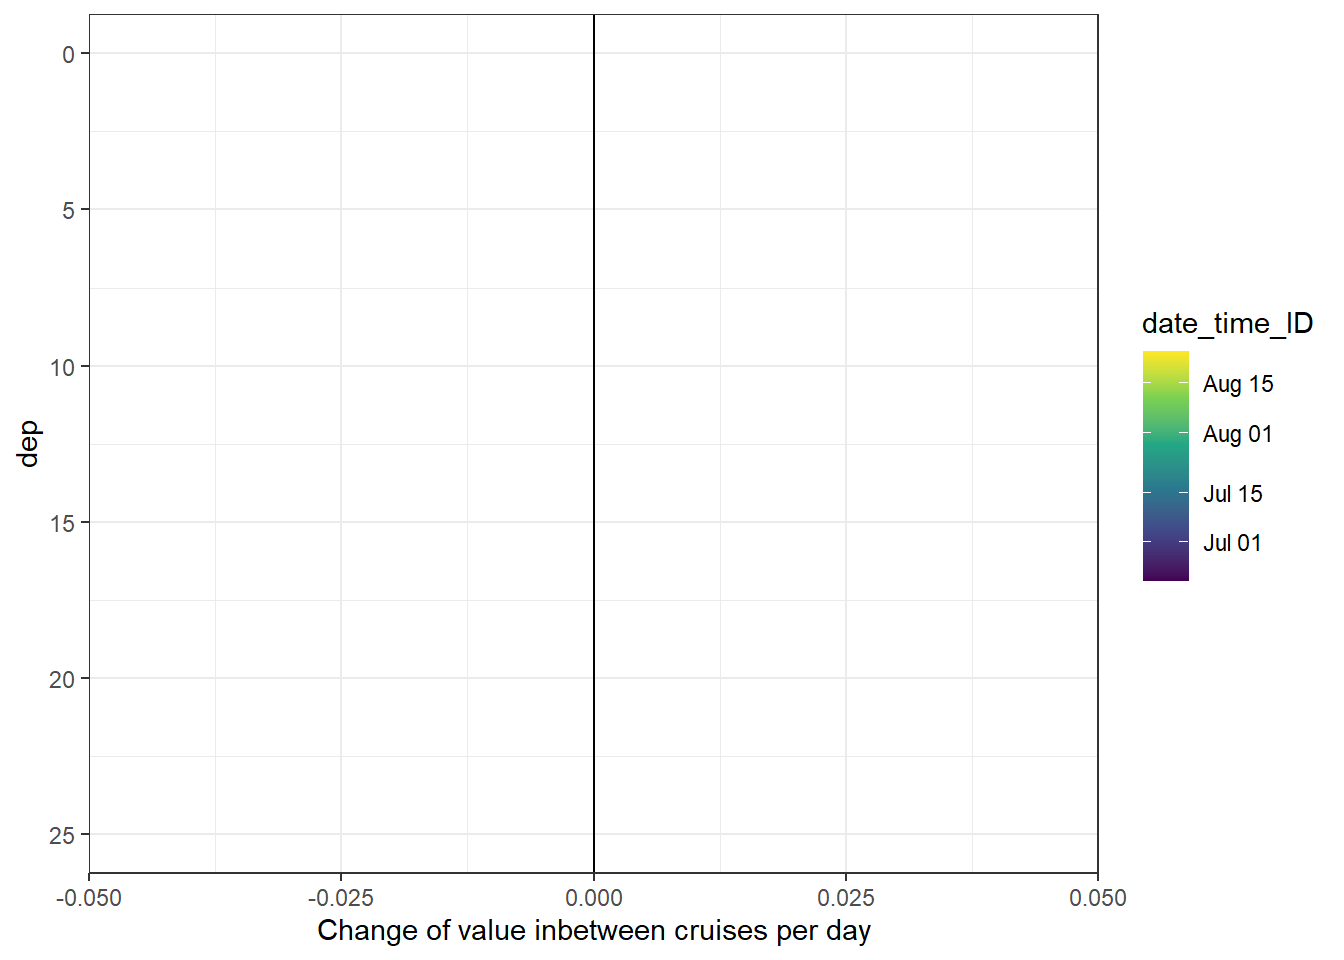 0
5
10
15
20
25
dep
-0.050
-0.025
0.000
0.025
0.050
Change of value inbetween cruises per day
date_time_ID
Aug 15
Aug 01
Jul 15
Jul 01